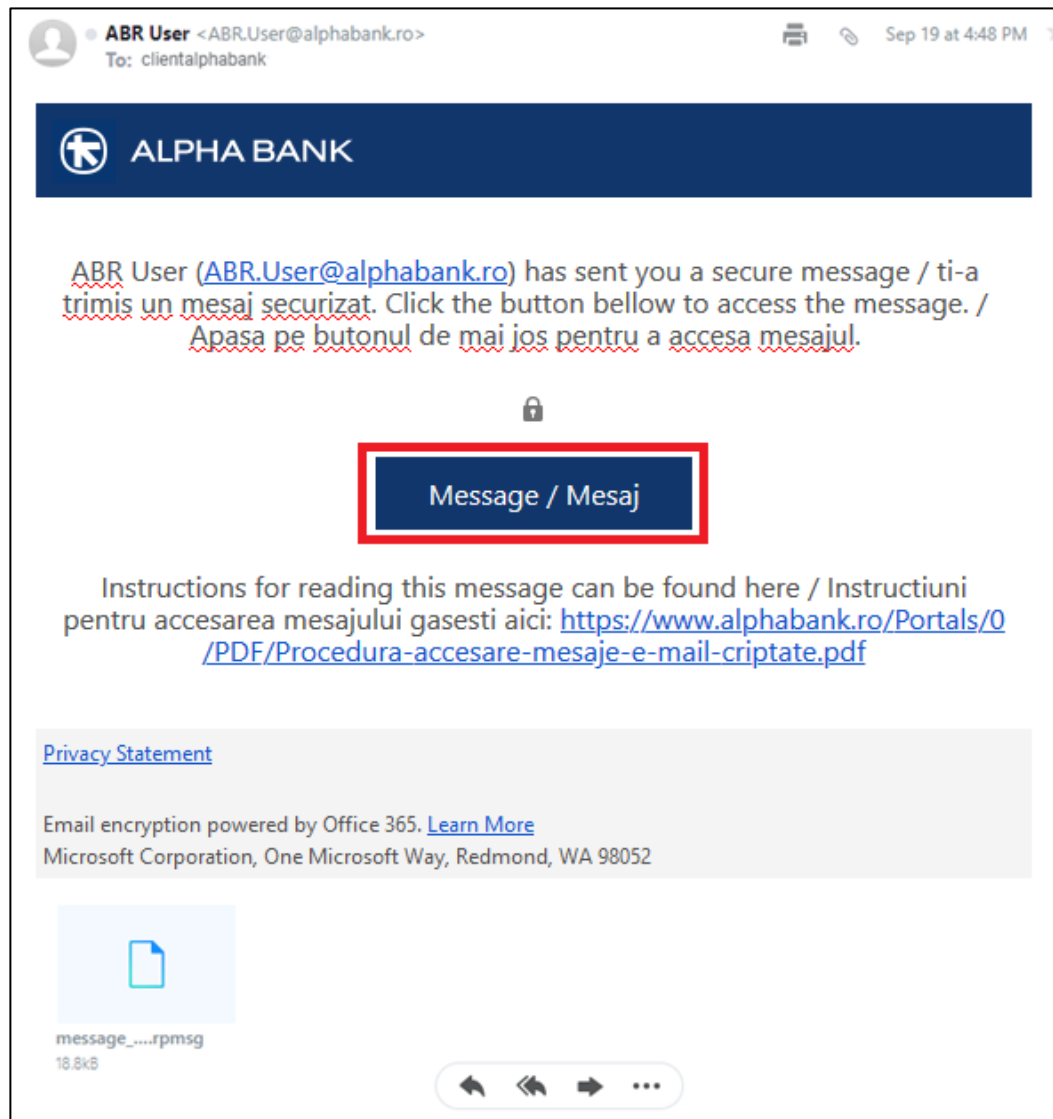 ABR User <ABR.User@alphabank.ro>
Sep 19 at 4:48 PM
To: clientalphabank
ALPHA BANK
ABR User (ABR.User@alphabank.ro) has sent you a secure message / ti-a
trimis un mesaj securizat. Click the button bellow to access the message. /
Apasa pe butonul de mai jos pentru a accesa mesajul.
Message / Mesaj
Instructions for reading this message can be found here / Instructiuni
pentru accesarea mesajului gasesti aici: https://www.alphabank.ro/Portals/0
/PDF/Procedura-accesare-mesaje-e-mail-criptate.pdf
Privacy Statement
Email encryption powered by Office 365. Learn More
Microsoft Corporation, One Microsoft Way, Redmond, WA 98052
message_....rpmsg
18.8kB